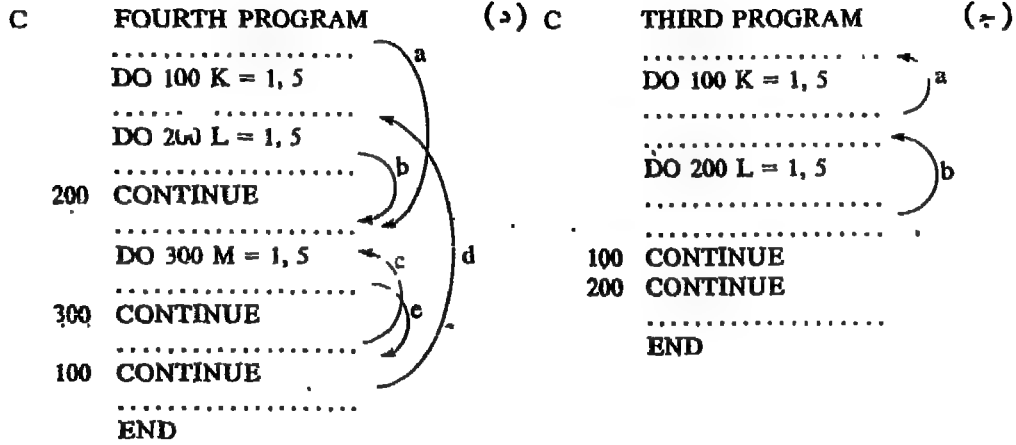 C FOURTH PROGRAM (د)
.....................
DO 100 K = 1, 5
.....................
DO 200 L = 1, 5
.....................
200 CONTINUE
.....................
DO 300 M = 1, 5
.....................
300 CONTINUE
.....................
100 CONTINUE
.....................
END
a
b
c
e
d
C THIRD PROGRAM (ج)
.....................
DO 100 K = 1, 5
.....................
.....................
DO 200 L = 1, 5
.....................
.....................
100 CONTINUE
200 CONTINUE
.....................
END
a
b